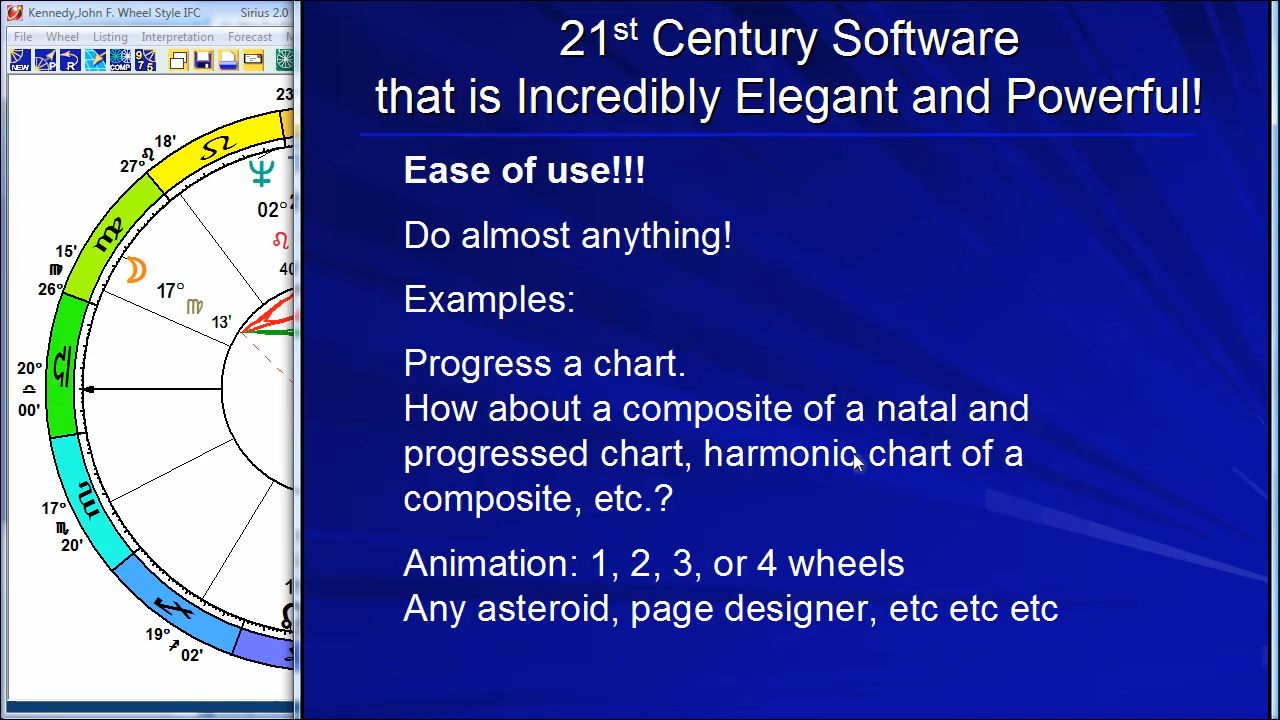 Kennedy,John F. Wheel Style IFC Sirius 2.0
File Wheel Listing Interpretation Forecast
NEW P R COMP
23
18'
27° ♌
♆
02°
♌
40
15'
♍
26°
☽ 17° ♍ 13'
20°
♎
00'
17°
♏
20'
19° ♐ 02'
21st Century Software
that is Incredibly Elegant and Powerful!
Ease of use!!!
Do almost anything!
Examples:
Progress a chart.
How about a composite of a natal and
progressed chart, harmonic chart of a
composite, etc.?
Animation: 1, 2, 3, or 4 wheels
Any asteroid, page designer, etc etc etc